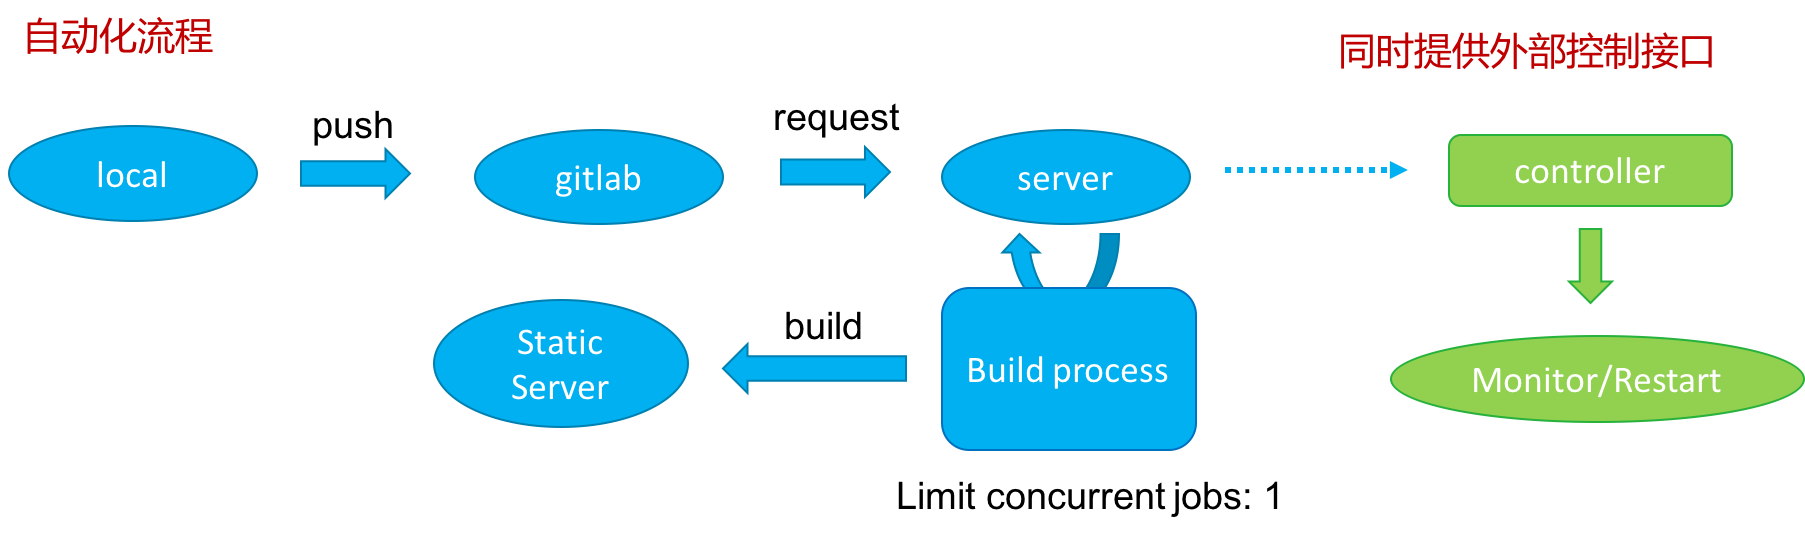 自动化流程
同时提供外部控制接口
push
request
local
gitlab
server
controller
build
Static
Server
Build process
Monitor/Restart
Limit concurrent jobs: 1